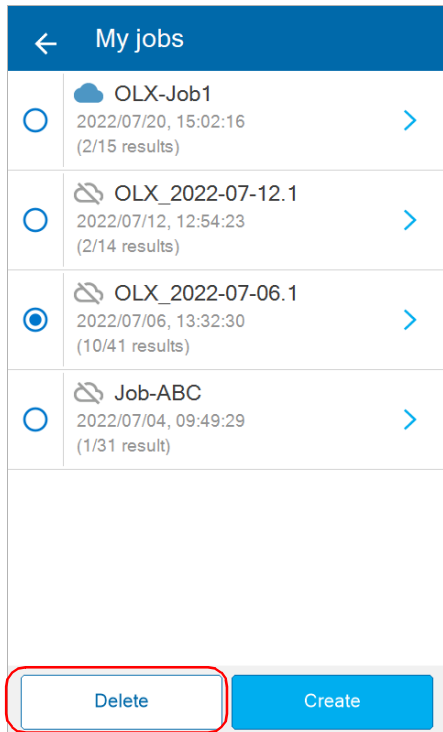 My jobs
OLX-Job1
2022/07/20, 15:02:16
(2/15 results)
OLX_2022-07-12.1
2022/07/12, 12:54:23
(2/14 results)
OLX_2022-07-06.1
2022/07/06, 13:32:30
(10/41 results)
Job-ABC
2022/07/04, 09:49:29
(1/31 result)
Delete Create